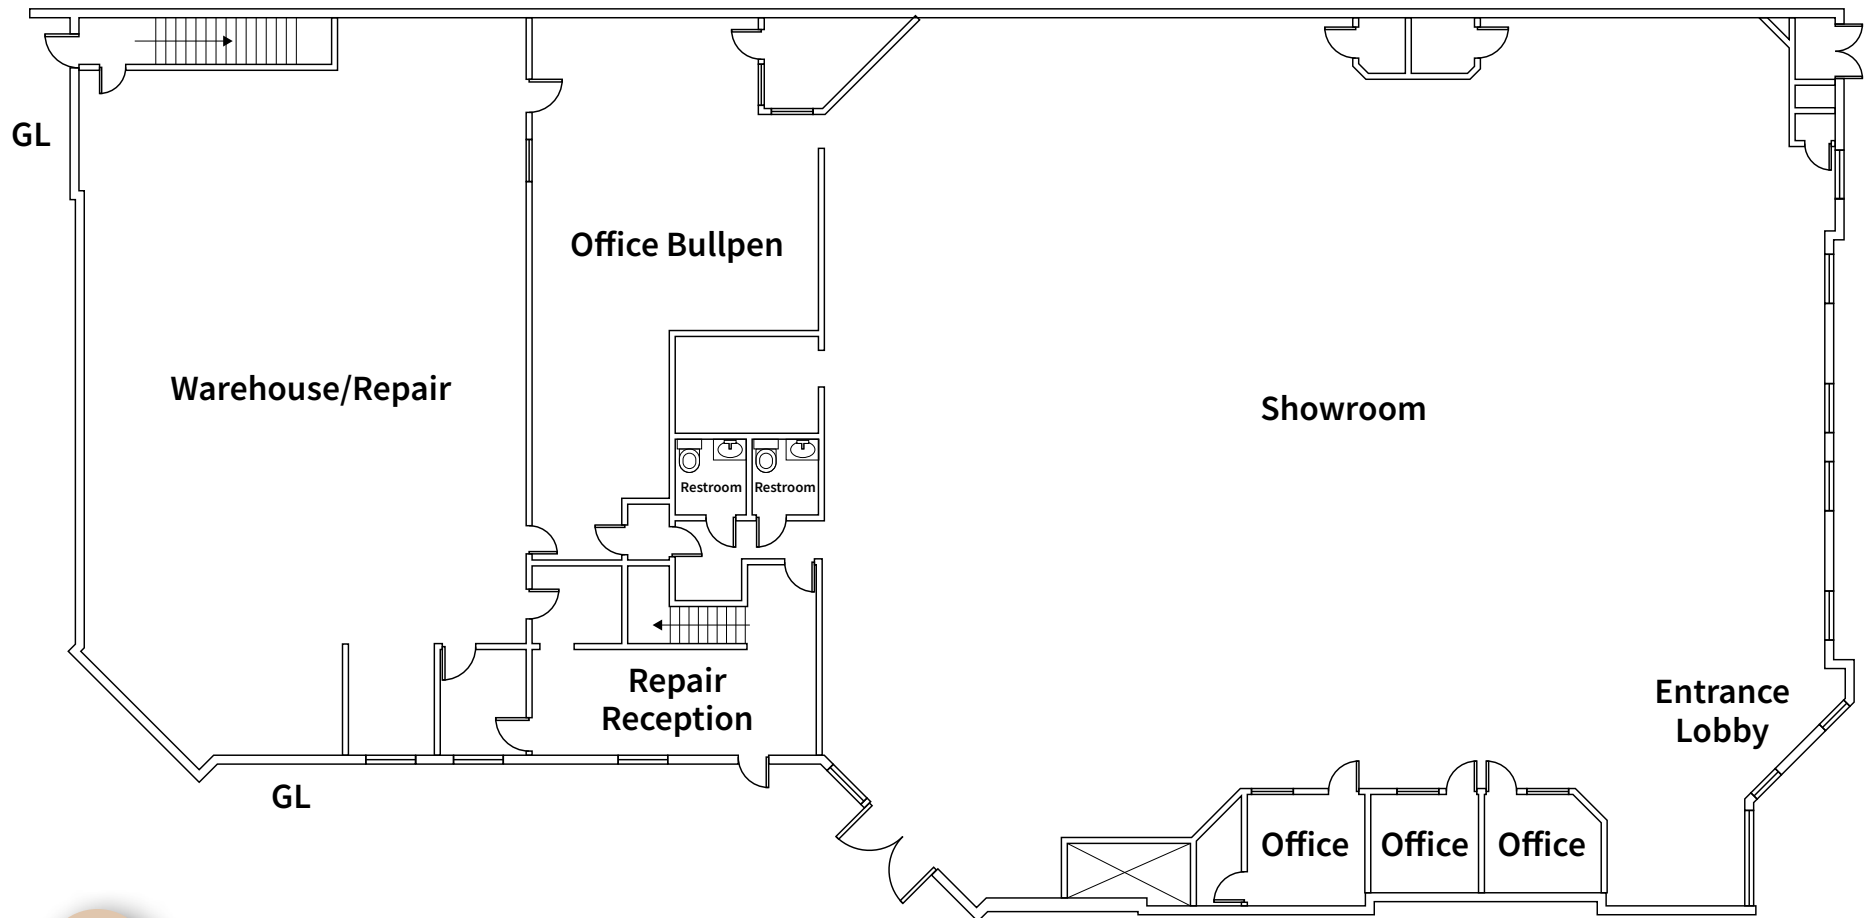 GL
Office Bullpen
Warehouse/Repair
Showroom
Restroom
Restroom
Repair
Reception
Entrance
Lobby
GL
Office
Office
Office